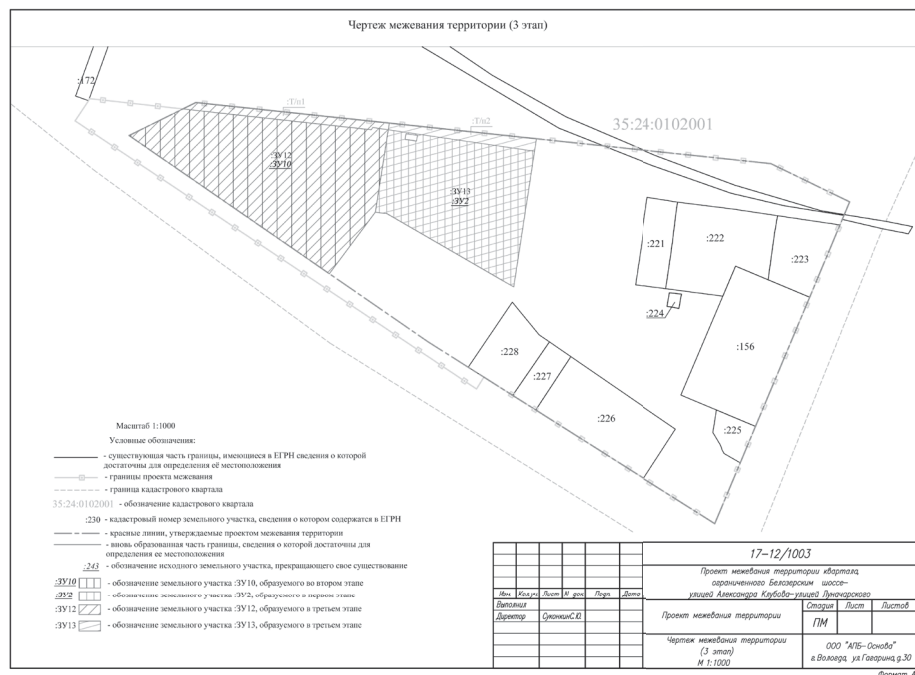 Чертеж межевания территории (3 этап)
:172
:Т/п1
:Т/п2
35:24:0102001
:ЗУ12
:ЗУ10
:ЗУ13
:ЗУ2
:221
:222
:223
:224
:156
:228
:227
:226
:225
Масштаб 1:1000
Условные обозначения:
- существующая часть границы, имеющиеся в ЕГРН сведения о которой
достаточны для определения её местоположения
- границы проекта межевания
- граница кадастрового квартала
35:24:0102001 - обозначение кадастрового квартала
:230 - кадастровый номер земельного участка, сведения о котором содержатся в ЕГРН
- красные линии, утверждаемые проектом межевания территории
- вновь образованная часть границы, сведения о которой достаточны для
определения ее местоположения
:243 - обозначение исходного земельного участка, прекращающего свое существование
:ЗУ10 - обозначение земельного участка :ЗУ10, образуемого во втором этапе
:ЗУ2 - обозначение земельного участка :ЗУ2, образуемого в первом этапе
:ЗУ12 - обозначение земельного участка :ЗУ12, образуемого в третьем этапе
:ЗУ13 - обозначение земельного участка :ЗУ13, образуемого в третьем этапе
17-12/1003
Проект межевания территории квартала,
ограниченного Белозерским шоссе-
улицей Александра Клубова-улицей Луначарского
Изм. Кол.уч Лист N док Подп. Дата
Выполнил
Директор Суконкин С.Ю.
Проект межевания территории
Стадия Лист Листов
ПМ
Чертеж межевания территории
(3 этап)
М 1:1000
ООО "АПБ-Основа"
г.Вологда, ул.Гагарина, д.30
Формат А